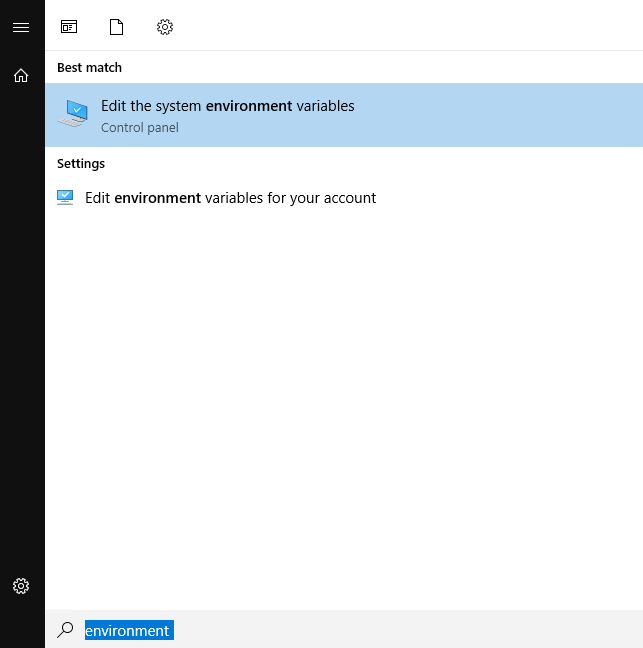 Best match
Edit the system environment variables
Control panel
Settings
Edit environment variables for your account
environment